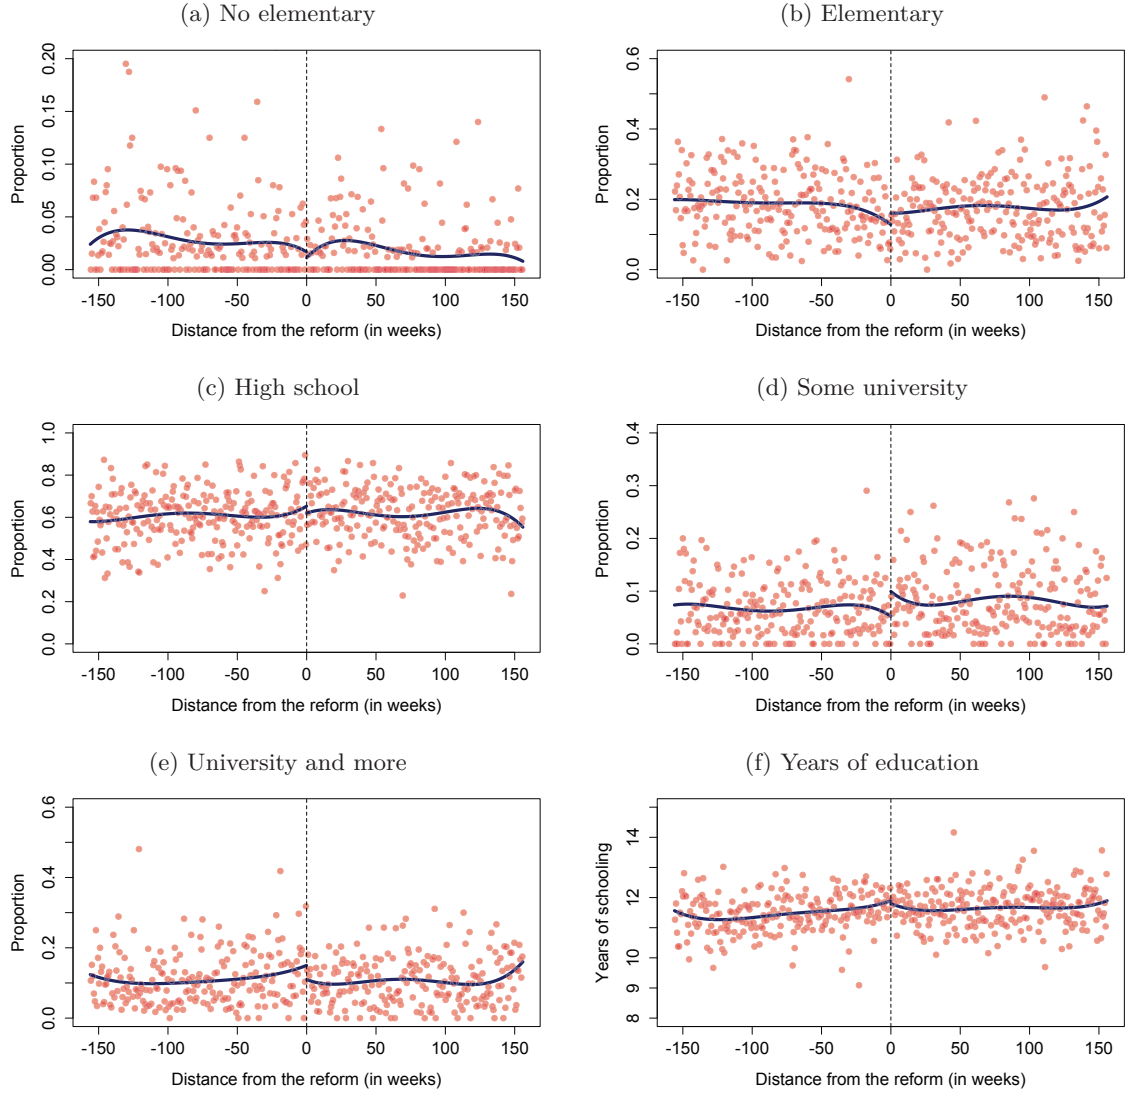 (a) No elementary
(b) Elementary
Proportion
0.00 0.05 0.10 0.15 0.20
-150 -100 -50 0 50 100 150
Distance from the reform (in weeks)
Proportion
0.0 0.2 0.4 0.6
-150 -100 -50 0 50 100 150
Distance from the reform (in weeks)
(c) High school
(d) Some university
Proportion
0.0 0.2 0.4 0.6 0.8 1.0
-150 -100 -50 0 50 100 150
Distance from the reform (in weeks)
Proportion
0.0 0.1 0.2 0.3 0.4
-150 -100 -50 0 50 100 150
Distance from the reform (in weeks)
(e) University and more
(f) Years of education
Proportion
0.0 0.2 0.4 0.6
-150 -100 -50 0 50 100 150
Distance from the reform (in weeks)
Years of schooling
8 9 10 11 12 14
-150 -100 -50 0 50 100 150
Distance from the reform (in weeks)